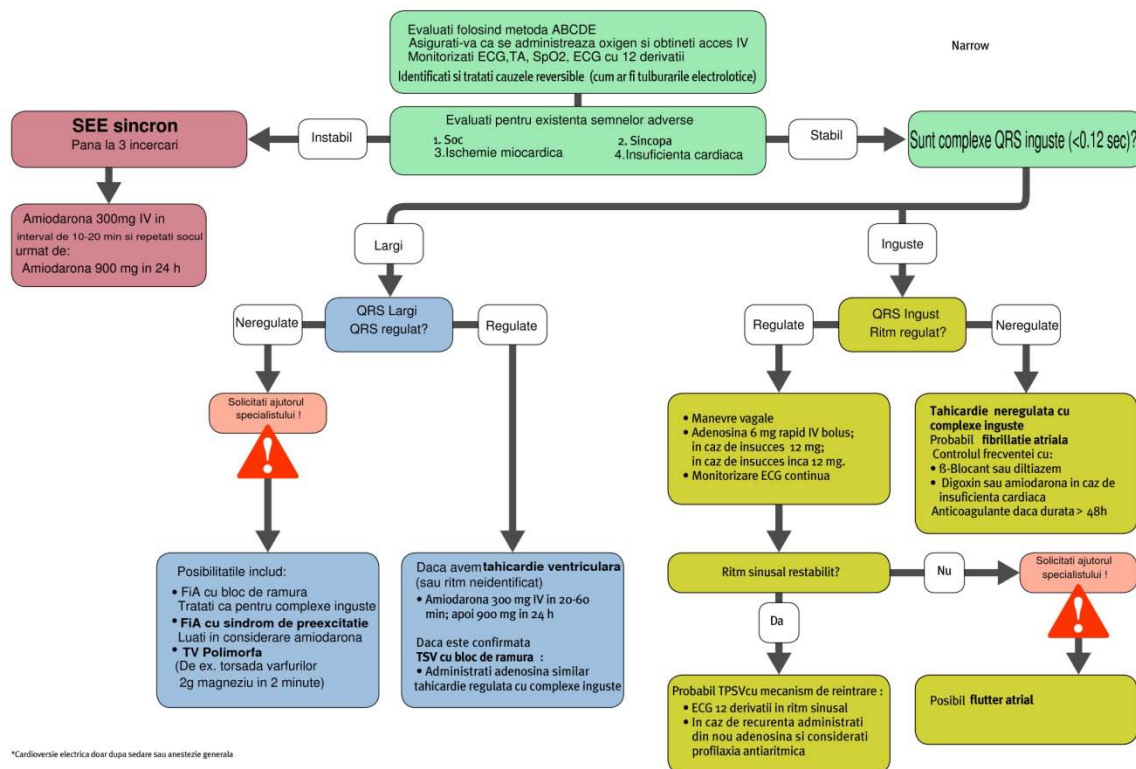 Evaluati folosind metoda ABCDE
Asigurati-va ca se administreaza oxigen si obtineti acces IV
Monitorizati ECG,TA, SpO2, ECG cu 12 derivatii
Identificati si tratati cauzele reversible (cum ar fi tulburarile electrolotice)
Narrow
SEE sincron
Pana la 3 incercari
Instabil
Evaluati pentru existenta semnelor adverse
1. Soc
2. Sincopa
3.Ischemie miocardica
4.Insuficienta cardiaca
Stabil
Sunt complexe QRS inguste (<0.12 sec)?
Amiodarona 300mg IV in
interval de 10-20 min si repetati socul
urmat de:
Amiodarona 900 mg in 24 h
Largi
Inguste
Neregulate
QRS Largi
QRS regulat?
Regulate
Regulate
QRS Ingust
Ritm regulat?
Neregulate
Solicitati ajutorul
specialistului !
!
• Manevre vagale
• Adenosina 6 mg rapid IV bolus;
in caz de insucces 12 mg;
in caz de insucces inca 12 mg.
• Monitorizare ECG continua
Tahicardie neregulata cu
complexe inguste
Probabil fibrillatie atriala
Controlul frecventei cu:
• ß-Blocant sau diltiazem
• Digoxin sau amiodarona in caz de
insuficienta cardiaca
Anticoagulante daca durata > 48h
Posibilitatile includ:
• FiA cu bloc de ramura
Tratati ca pentru complexe inguste
• FiA cu sindrom de preexcitatie
Luati in considerare amiodarona
• TV Polimorfa
(De ex. torsada varfurilor
2g magneziu in 2 minute)
Daca avem tahicardie ventriculara
(sau ritm neidentificat)
• Amiodarona 300 mg IV in 20-60
min; apoi 900 mg in 24 h
Daca este confirmata
TSV cu bloc de ramura :
• Administrati adenosina similar
tahicardie regulata cu complexe inguste
Ritm sinusal restabilit?
Nu
Solicitati ajutorul
specialistului !
!
Da
Probabil TPSVcu mecanism de reintrare :
• ECG 12 derivatii in ritm sinusal
• In caz de recurenta administrati
din nou adenosina si considerati
profilaxia antiaritmica
Posibil flutter atrial
*Cardioversie electrica doar dupa sedare sau anestezie generala